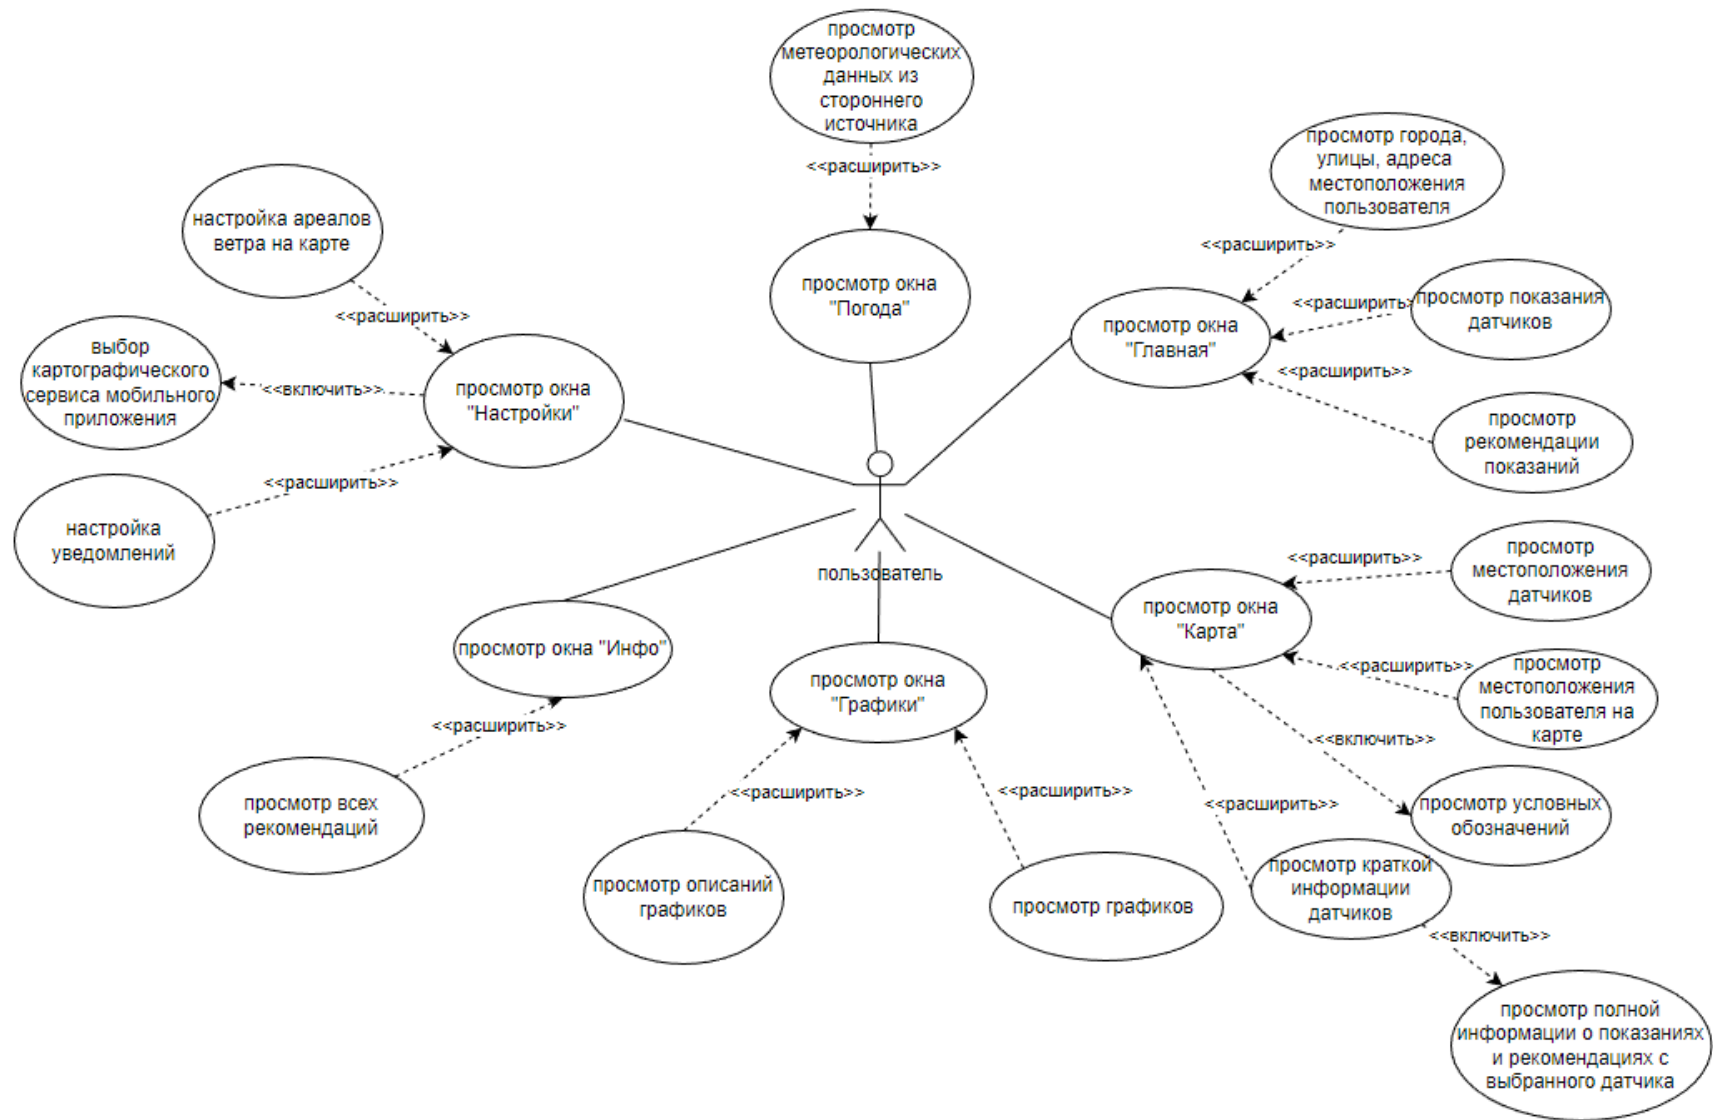 просмотр
метеорологических
данных из
стороннего
источника
<<расширить>>
просмотр окна
"Погода"
просмотр города,
улицы, адреса
местоположения
пользователя
<<расширить>>
<<расширить>>
просмотр показания
датчиков
просмотр окна
"Главная"
<<расширить>>
просмотр
рекомендации
показаний
настройка ареалов
ветра на карте
<<расширить>>
выбор
картографического
сервиса мобильного
приложения
<<включить>>
просмотр окна
"Настройки"
<<расширить>>
настройка
уведомлений
пользователь
<<расширить>>
просмотр
местоположения
датчиков
просмотр окна
"Карта"
<<расширить>>
просмотр
местоположения
пользователя на
карте
<<включить>>
просмотр условных
обозначений
<<расширить>>
просмотр краткой
информации
датчиков
<<включить>>
просмотр полной
информации о показаниях
и рекомендациях с
выбранного датчика
просмотр окна "Инфо"
<<расширить>>
просмотр всех
рекомендаций
просмотр окна
"Графики"
<<расширить>>
<<расширить>>
просмотр описаний
графиков
просмотр графиков